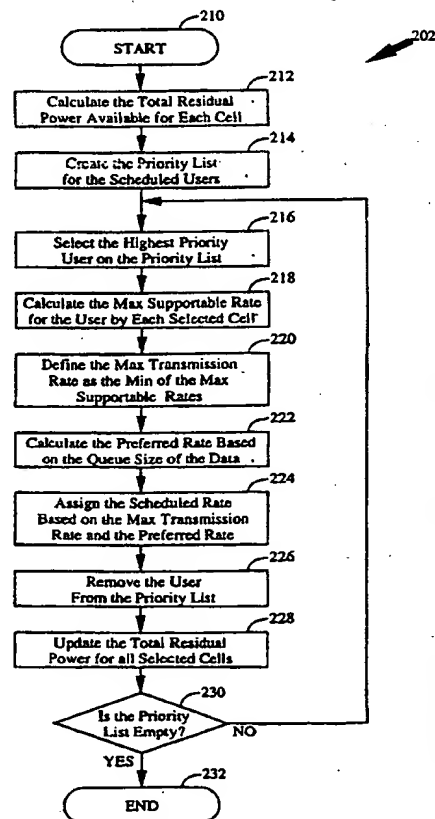 210
START
202
212
Calculate the Total Residual
Power Available for Each Cell
214
Create the Priority List
for the Scheduled Users
216
Select the Highest Priority
User on the Priority List
218
Calculate the Max Supportable Rate
for the User by Each Selected Cell
220
Define the Max Transmission
Rate as the Min of the Max
Supportable Rates
222
Calculate the Preferred Rate Based
on the Queue Size of the Data
224
Assign the Scheduled Rate
Based on the Max Transmission
Rate and the Preferred Rate
226
Remove the User
From the Priority List
228
Update the Total Residual
Power for all Selected Cells
230
Is the Priority
List Empty?
NO
YES
232
END